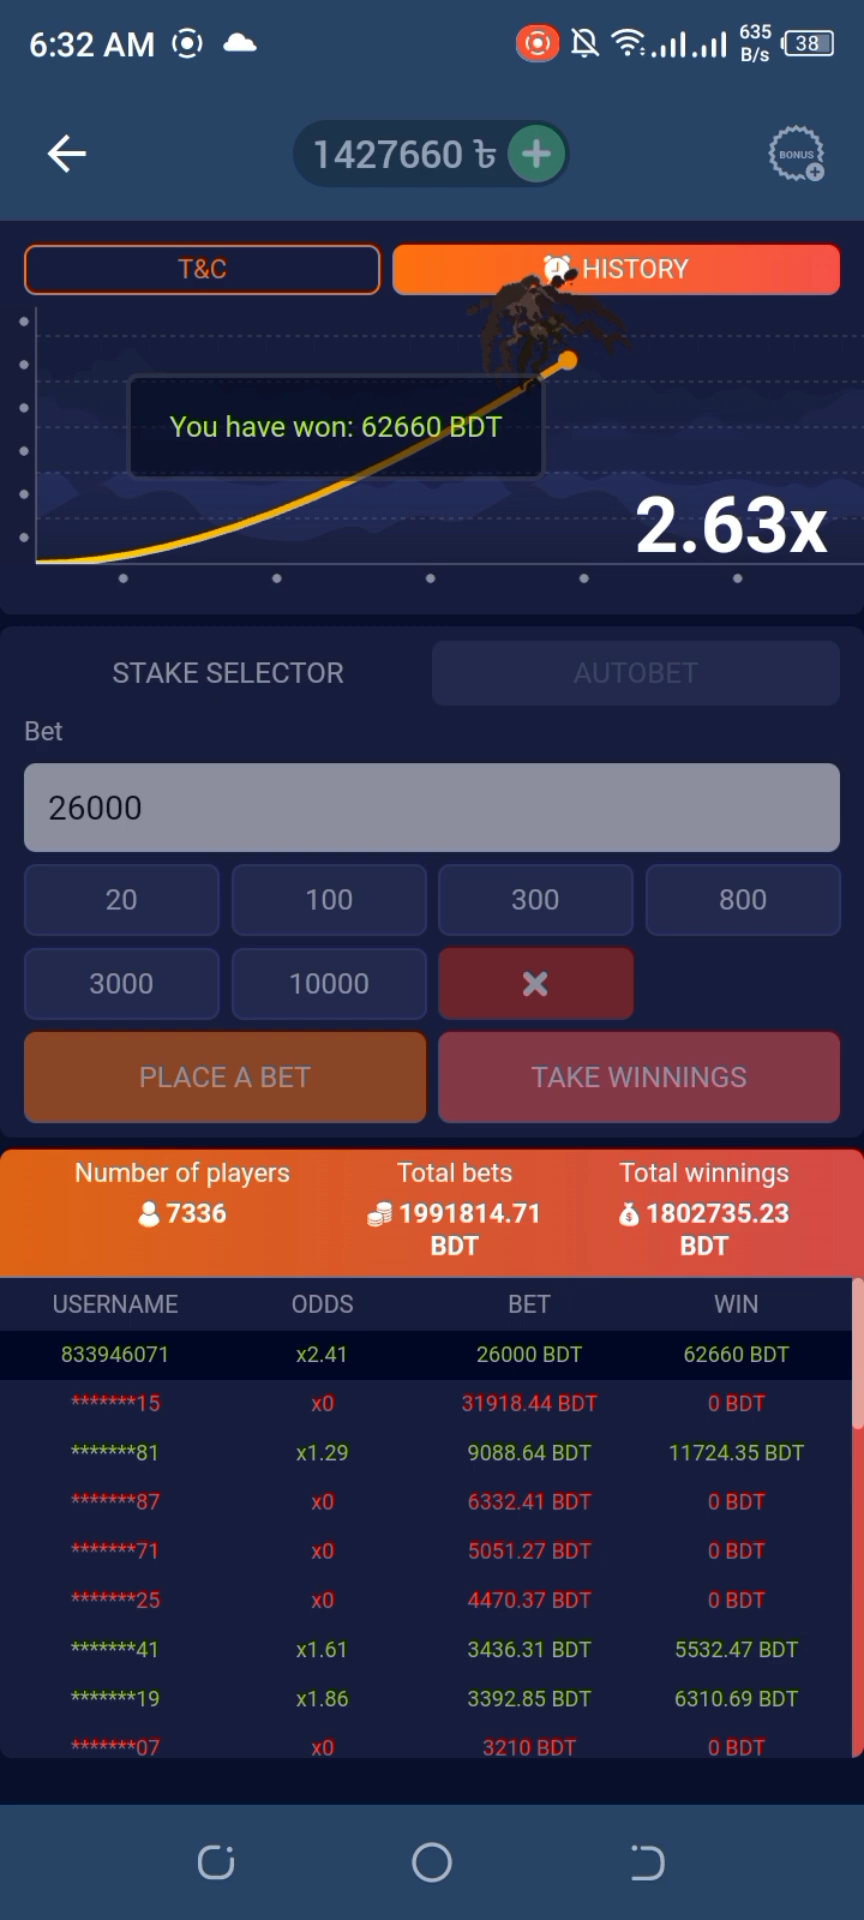 6:32 AM
635
B/s
38
1427660 ৳
BONUS
T&C
HISTORY
You have won: 62660 BDT
2.63x
STAKE SELECTOR
AUTOBET
Bet
26000
20 100 300 800
3000 10000
PLACE A BET
TAKE WINNINGS
Number of players Total bets Total winnings
7336 1991814.71 1802735.23
BDT BDT
USERNAME ODDS BET WIN
833946071 x2.41 26000 BDT 62660 BDT
*******15 x0 31918.44 BDT 0 BDT
*******81 x1.29 9088.64 BDT 11724.35 BDT
*******87 x0 6332.41 BDT 0 BDT
*******71 x0 5051.27 BDT 0 BDT
*******25 x0 4470.37 BDT 0 BDT
*******41 x1.61 3436.31 BDT 5532.47 BDT
*******19 x1.86 3392.85 BDT 6310.69 BDT
*******07 x0 3210 BDT 0 BDT